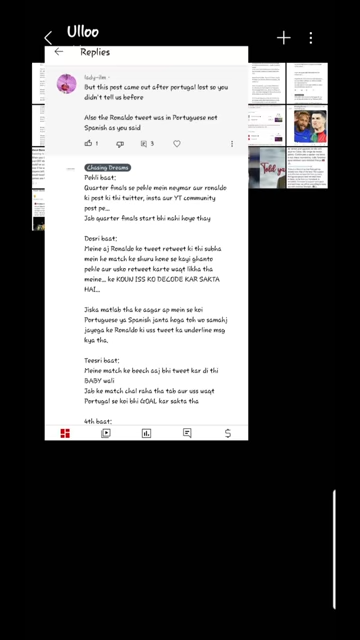 Ulloo
Replies
But this post came out after portugal lost so you
didn't tell us before
Also the Ronaldo tweet was in Portuguese not
Spanish as you said
1
3
Chasing Dreams
Pehli baat:
Quarter finals se pehle mein neymar aur ronaldo
ki post ki thi twitter, insta aur YT community
post pe...
Jab quarter finals start bhi nahi heye thay
Dosri baat:
Meine aj Ronaldo ko tweet retweet ki thi subha
mein ke match ke shuru hone se kayi ghanto
pehle aur usko retweet karte waqt likha tha
meine... ke KOUN ISS KO DECODE KAR SAKTA
HAI...
Jiska matlab tha ke aagar ap mein se koi
Portuguese ya Spanish janta hoga toh wo samahj
jayega ke Ronaldo ki uss tweet ka underline msg
kya tha.
Teesri baat:
Meine match ke beech aaj bhi tweet kar di thi
BABY wali
Jab ke match chal raha tha tab aur uss waqt
Portugal se koi bhi GOAL kar sakta tha
4th baat: